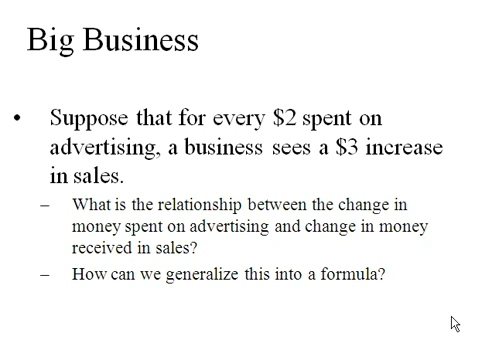 Big Business
• Suppose that for every $2 spent on
advertising, a business sees a $3 increase
in sales.
– What is the relationship between the change in
money spent on advertising and change in money
received in sales?
– How can we generalize this into a formula?